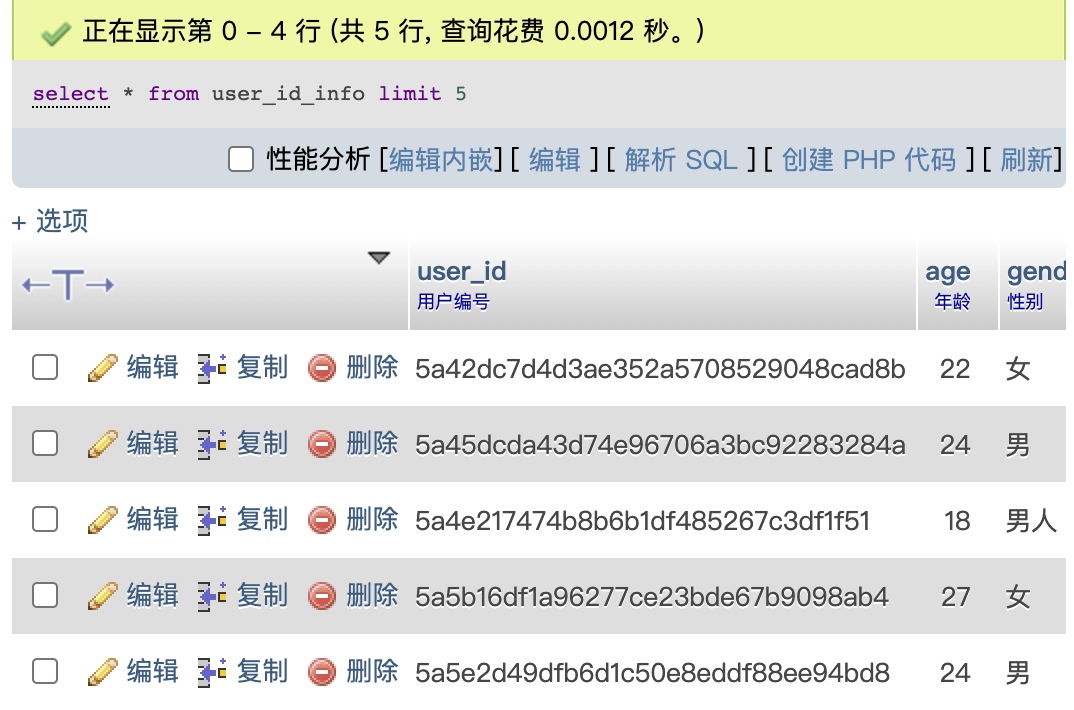 正在显示第 0 - 4 行 (共 5 行, 查询花费 0.0012 秒。)
select * from user_id_info limit 5
性能分析 [编辑内嵌] [ 编辑 ] [ 解析 SQL ] [ 创建 PHP 代码 ] [ 刷新]
+ 选项
←T→ user_id age gend
用户编号 年龄 性别
编辑 复制 删除 5a42dc7d4d3ae352a5708529048cad8b 22 女
编辑 复制 删除 5a45dcda43d74e96706a3bc92283284a 24 男
编辑 复制 删除 5a4e217474b8b6b1df485267c3df1f51 18 男人
编辑 复制 删除 5a5b16df1a96277ce23bde67b9098ab4 27 女
编辑 复制 删除 5a5e2d49dfb6d1c50e8eddf88ee94bd8 24 男